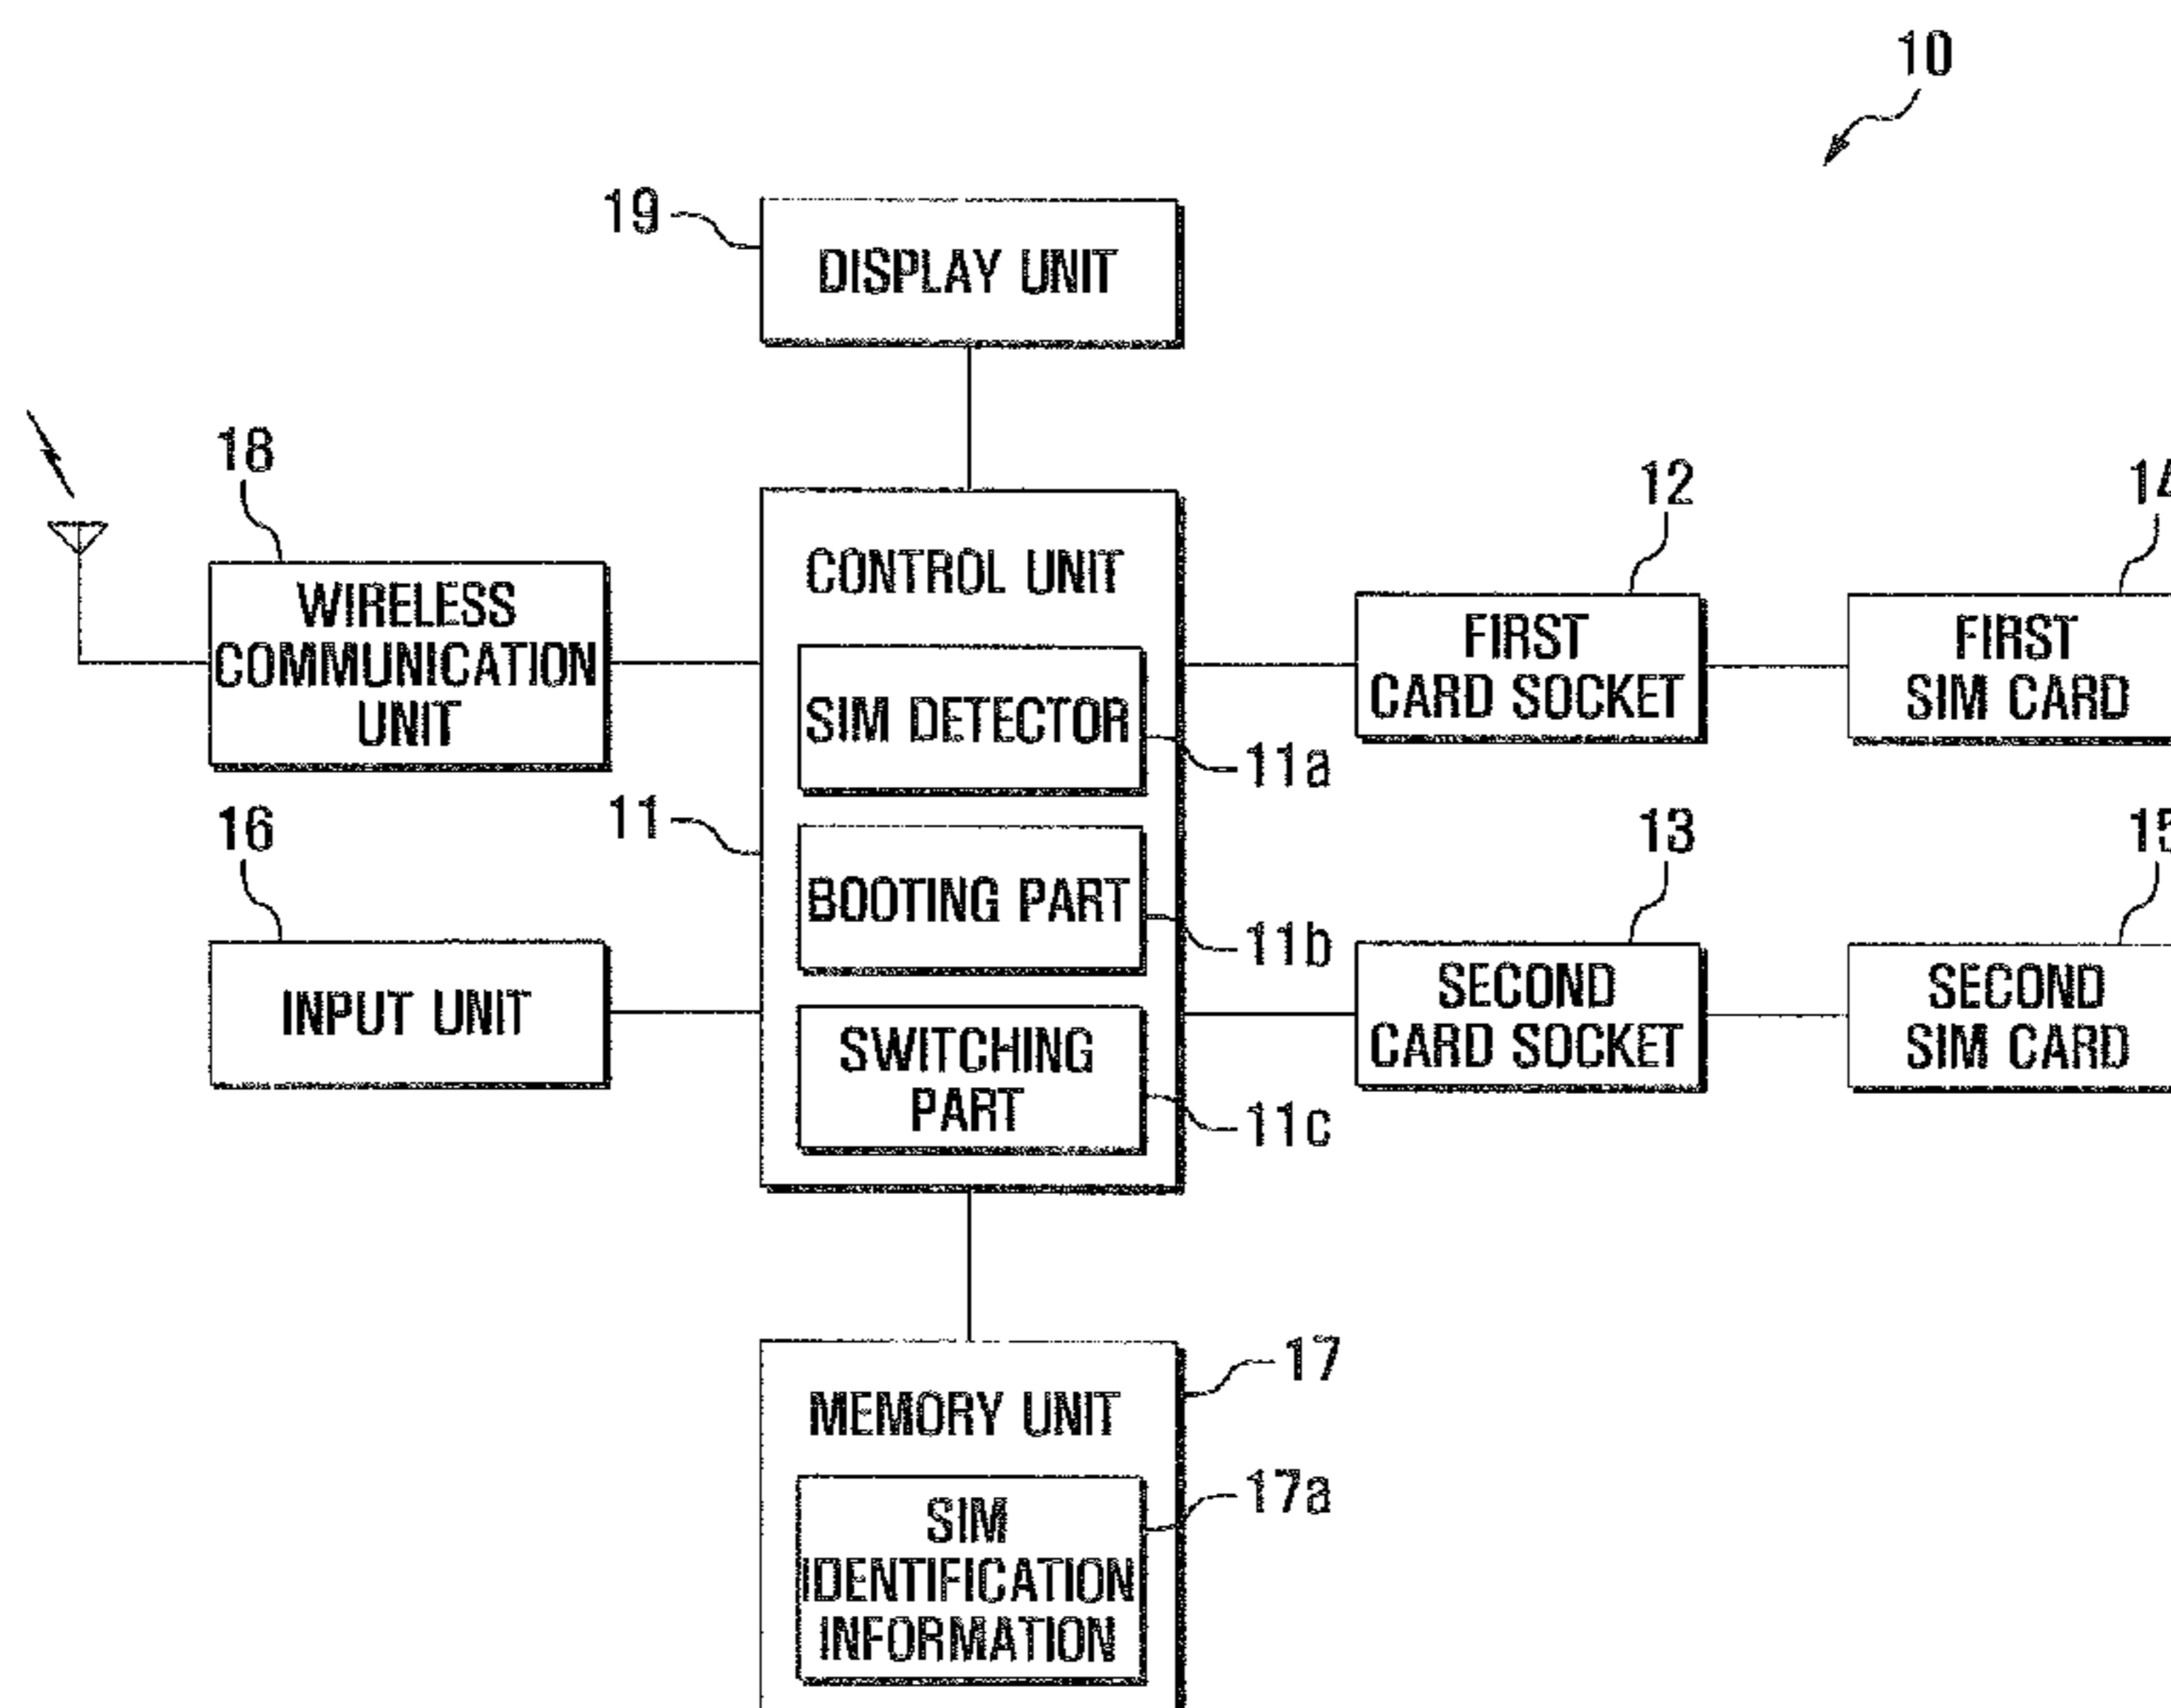 10
19
DISPLAY UNIT
18
WIRELESS
COMMUNICATION
UNIT
CONTROL UNIT
11
SIM DETECTOR
11a
BOOTING PART
11b
SWITCHING
PART
11c
12
FIRST
CARD SOCKET
14
FIRST
SIM CARD
16
INPUT UNIT
13
SECOND
CARD SOCKET
15
SECOND
SIM CARD
17
MEMORY UNIT
17a
SIM
IDENTIFICATION
INFORMATION